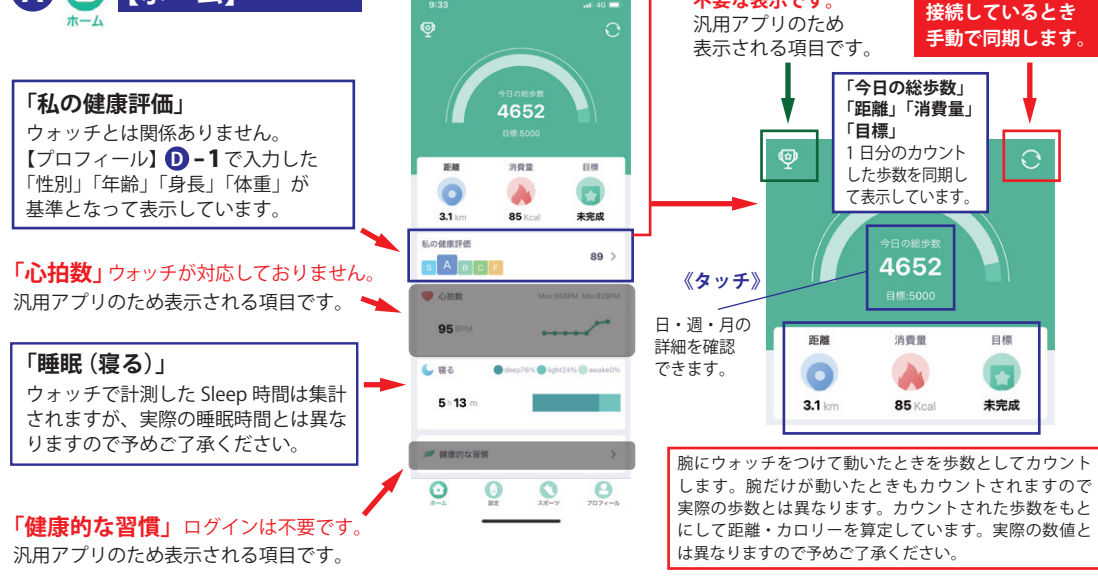 A 【ホーム】
ホーム
「私の健康評価」
ウォッチとは関係ありません。
【プロフィール】D－1で入力した
「性別」「年齢」「身長」「体重」が
基準となって表示しています。
「心拍数」ウォッチが対応しておりません。
汎用アプリのため表示される項目です。
「睡眠（寝る）」
ウォッチで計測した Sleep 時間は集計
されますが、実際の睡眠時間とは異な
りますので予めご了承ください。
「健康的な習慣」ログインは不要です。
汎用アプリのため表示される項目です。
9:33 4G
今日の総歩数
4652
目標:5000
距離 消費量 目標
3.1 km 85 Kcal 未完成
私の健康評価
S A B C F 89
心拍数 Max:96BPM Min:82BPM
95 BPM
寝る deep76% light24% awake0%
5 h 13 m
健康的な習慣
ホーム 設定 スポーツ プロフィール
不要な表示です。
汎用アプリのため
表示される項目です。
接続しているとき
手動で同期します。
「今日の総歩数」
「距離」「消費量」
「目標」
1 日分のカウント
した歩数を同期し
て表示しています。
今日の総歩数
4652
目標:5000
《タッチ》
日・週・月の
詳細を確認
できます。
距離 消費量 目標
3.1 km 85 Kcal 未完成
腕にウォッチをつけて動いたときを歩数としてカウント
します。腕だけが動いたときもカウントされますので
実際の歩数とは異なります。カウントされた歩数をもと
にして距離・カロリーを算定しています。実際の数値と
は異なりますので予めご了承ください。